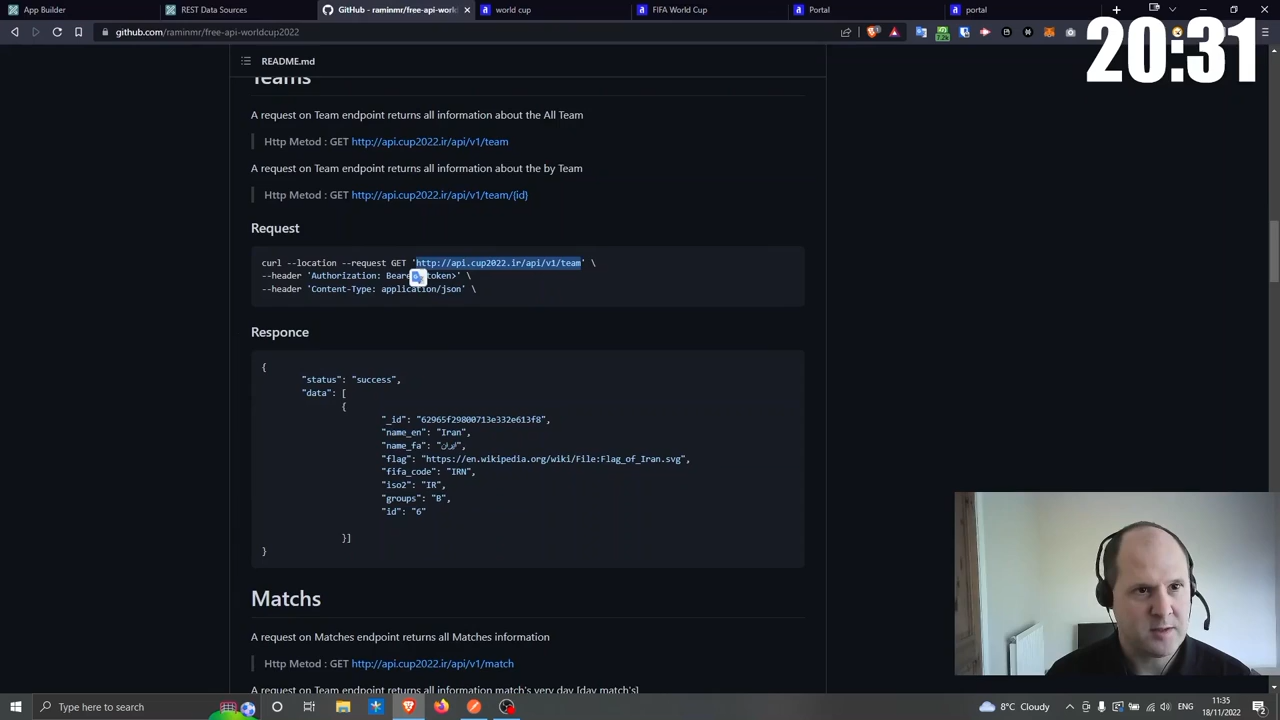 App Builder
REST Data Sources
GitHub - raminmr/free-api-world
world cup
FIFA World Cup
Portal
portal
github.com/raminmr/free-api-worldcup2022
20:31
README.md
Teams
A request on Team endpoint returns all information about the All Team
Http Metod : GET http://api.cup2022.ir/api/v1/team
A request on Team endpoint returns all information about the by Team
Http Metod : GET http://api.cup2022.ir/api/v1/team/{id}
Request
curl --location --request GET 'http://api.cup2022.ir/api/v1/team' \
--header 'Authorization: Beare token>' \
--header 'Content-Type: application/json' \
Responce
{
"status": "success",
"data": [
{
"_id": "62965f29800713e332e613f8",
"name_en": "Iran",
"name_fa": "ایران",
"flag": "https://en.wikipedia.org/wiki/File:Flag_of_Iran.svg",
"fifa_code": "IRN",
"iso2": "IR",
"groups": "B",
"id": "6"
}]
}
Matchs
A request on Matches endpoint returns all Matches information
Http Metod : GET http://api.cup2022.ir/api/v1/match
A request on Team endpoint returns all information match's very day [day match's]
Type here to search
8°C Cloudy
ENG
11:35
18/11/2022